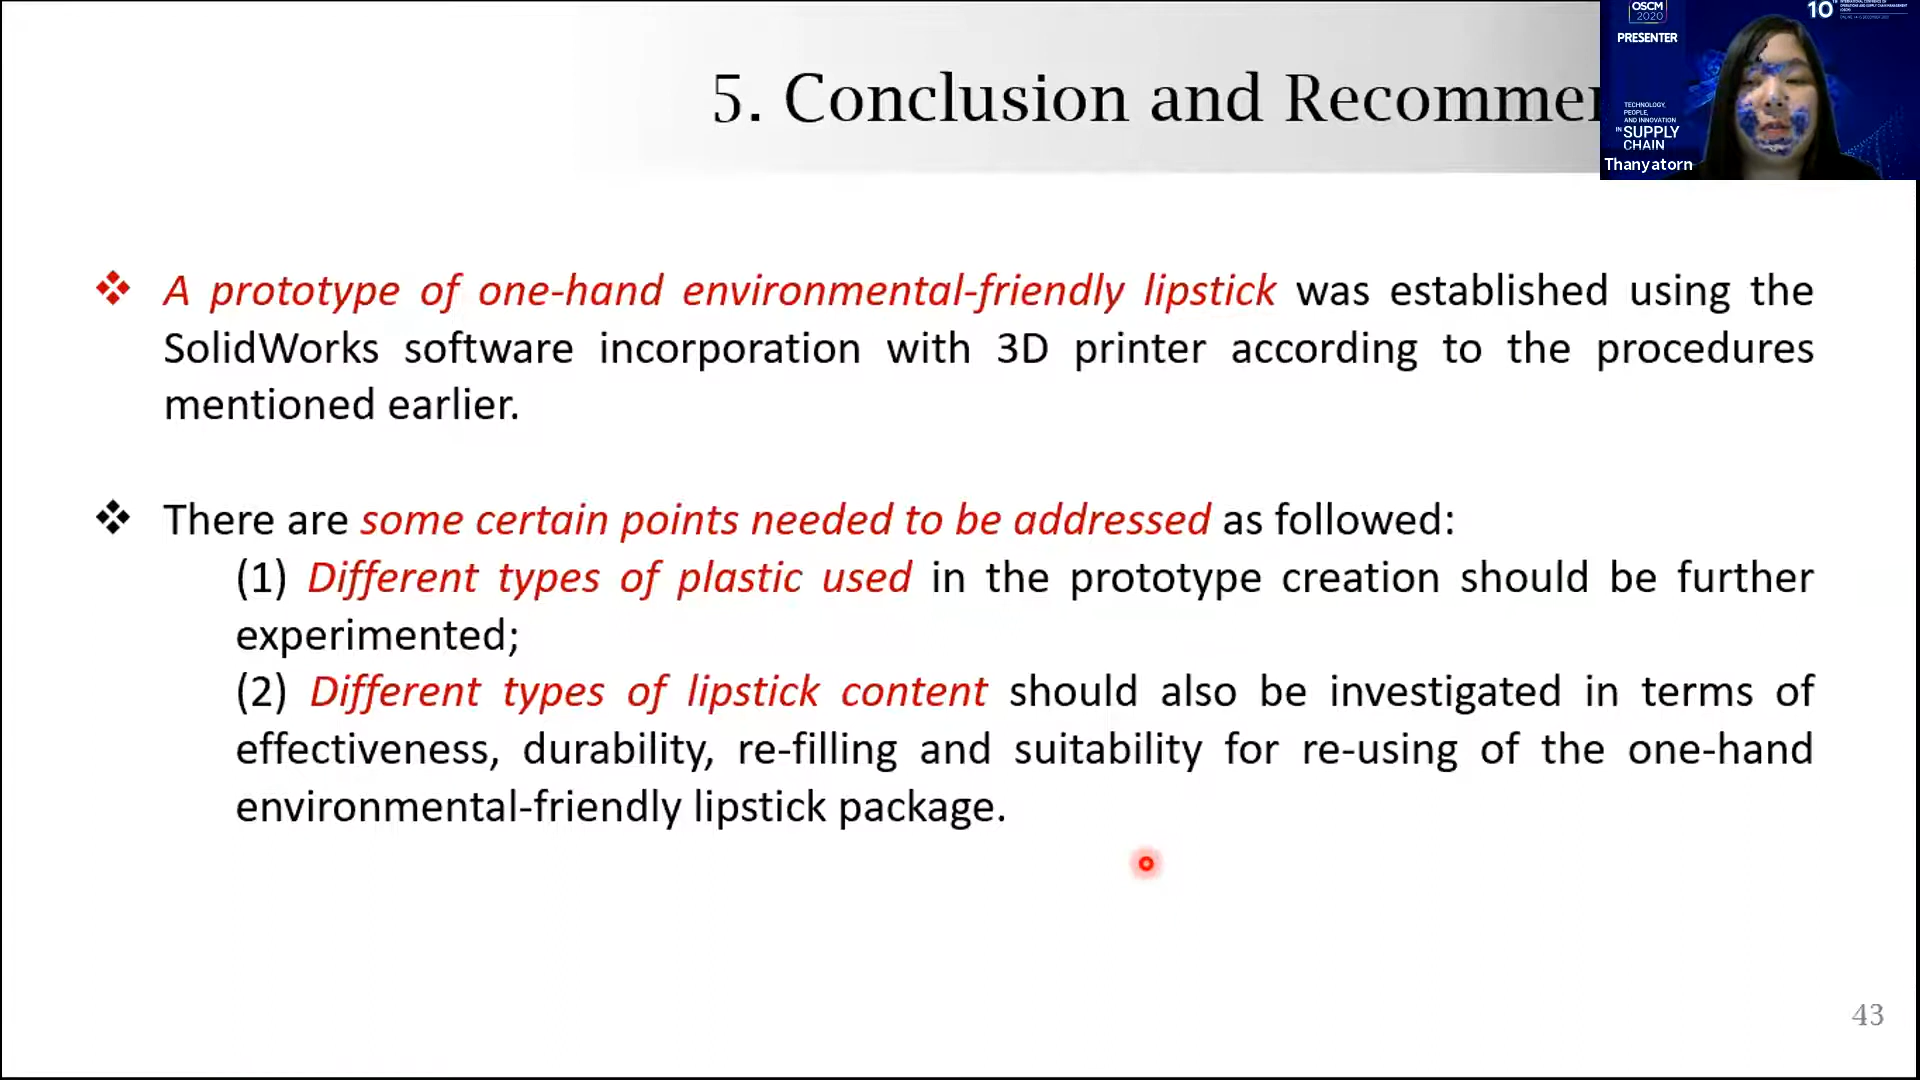 5. Conclusion and Recommen
OSCM
2020
PRESENTER
10
TECHNOLOGY,
PEOPLE,
AND INNOVATION
IN SUPPLY
CHAIN
Thanyatorn
❖ A prototype of one-hand environmental-friendly lipstick was established using the
SolidWorks software incorporation with 3D printer according to the procedures
mentioned earlier.
❖ There are some certain points needed to be addressed as followed:
(1) Different types of plastic used in the prototype creation should be further
experimented;
(2) Different types of lipstick content should also be investigated in terms of
effectiveness, durability, re-filling and suitability for re-using of the one-hand
environmental-friendly lipstick package.
43